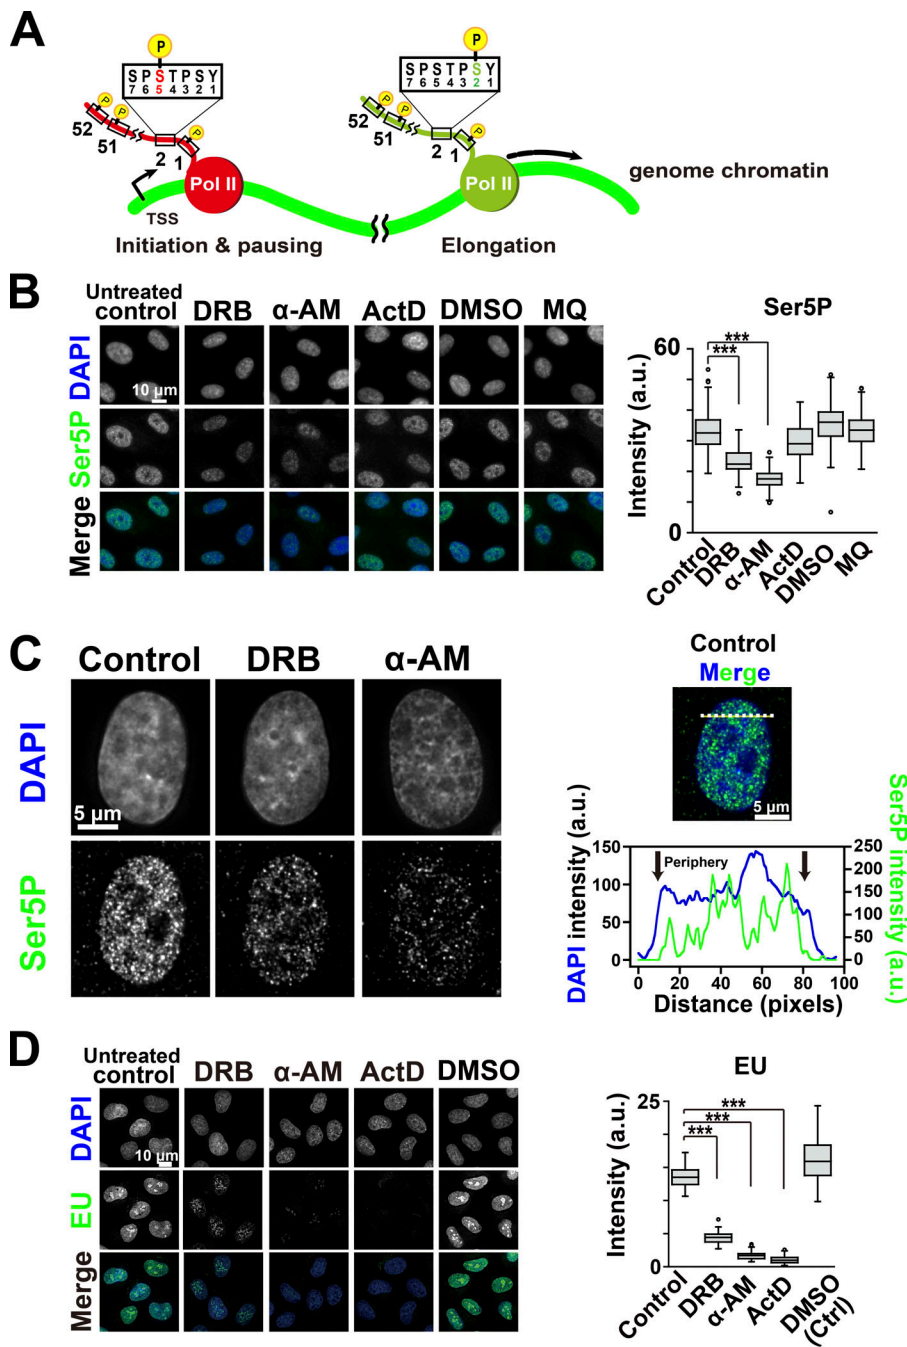 A
P
P
S P S T P S Y
7 6 5 4 3 2 1
S P S T P S Y
7 6 5 4 3 2 1
P
P
P
P
P
P
52
51
2
1
52
51
2
1
Pol II
Pol II
genome chromatin
TSS
Initiation & pausing
Elongation
B
Untreated
control
DRB
α-AM
ActD
DMSO
MQ
DAPI
10 μm
Ser5P
Merge
Ser5P
Intensity (a.u.)
60
0
***
***
Control
DRB
α-AM
ActD
DMSO
MQ
C
Control
DRB
α-AM
DAPI
5 μm
Ser5P
Control
Merge
5 μm
DAPI intensity (a.u.)
150
100
50
0
Periphery
250
200
150
100
50
0
Ser5P intensity (a.u.)
0 20 40 60 80 100
Distance (pixels)
D
Untreated
control
DRB
α-AM
ActD
DMSO
DAPI
10 μm
EU
Merge
EU
Intensity (a.u.)
25
0
***
***
***
Control
DRB
α-AM
ActD
DMSO
(Ctrl)